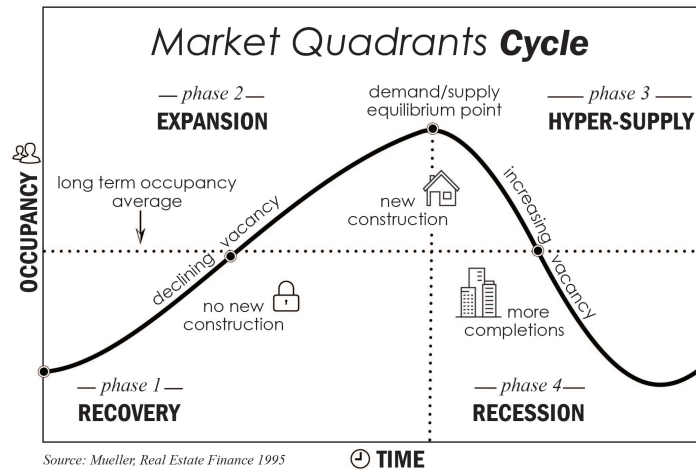 Market Quadrants Cycle
— phase 2 —
EXPANSION
demand/supply
equilibrium point
— phase 3 —
HYPER-SUPPLY
OCCUPANCY
long term occupancy
average
declining vacancy
new
construction
increasing vacancy
no new
construction
more
completions
— phase 1 —
RECOVERY
— phase 4 —
RECESSION
Source: Mueller, Real Estate Finance 1995
TIME